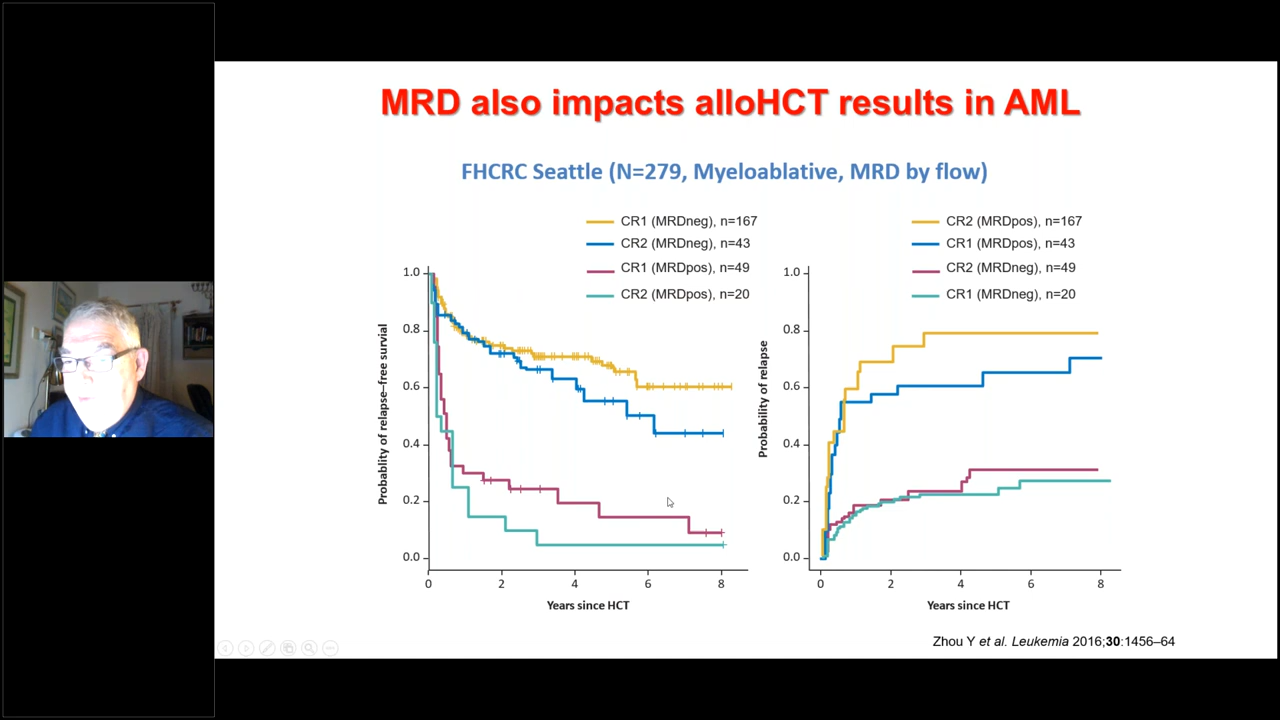 MRD also impacts alloHCT results in AML
FHCRC Seattle (N=279, Myeloablative, MRD by flow)
CR1 (MRDneg), n=167
CR2 (MRDneg), n=43
CR1 (MRDpos), n=49
CR2 (MRDpos), n=20
Probablity of relapse–free survial
1.0
0.8
0.6
0.4
0.2
0.0
0 2 4 6 8
Years since HCT
CR2 (MRDpos), n=167
CR1 (MRDpos), n=43
CR2 (MRDneg), n=49
CR1 (MRDneg), n=20
Probability of relapse
1.0
0.8
0.6
0.4
0.2
0.0
0 2 4 6 8
Years since HCT
Zhou Y et al. Leukemia 2016;30:1456–64